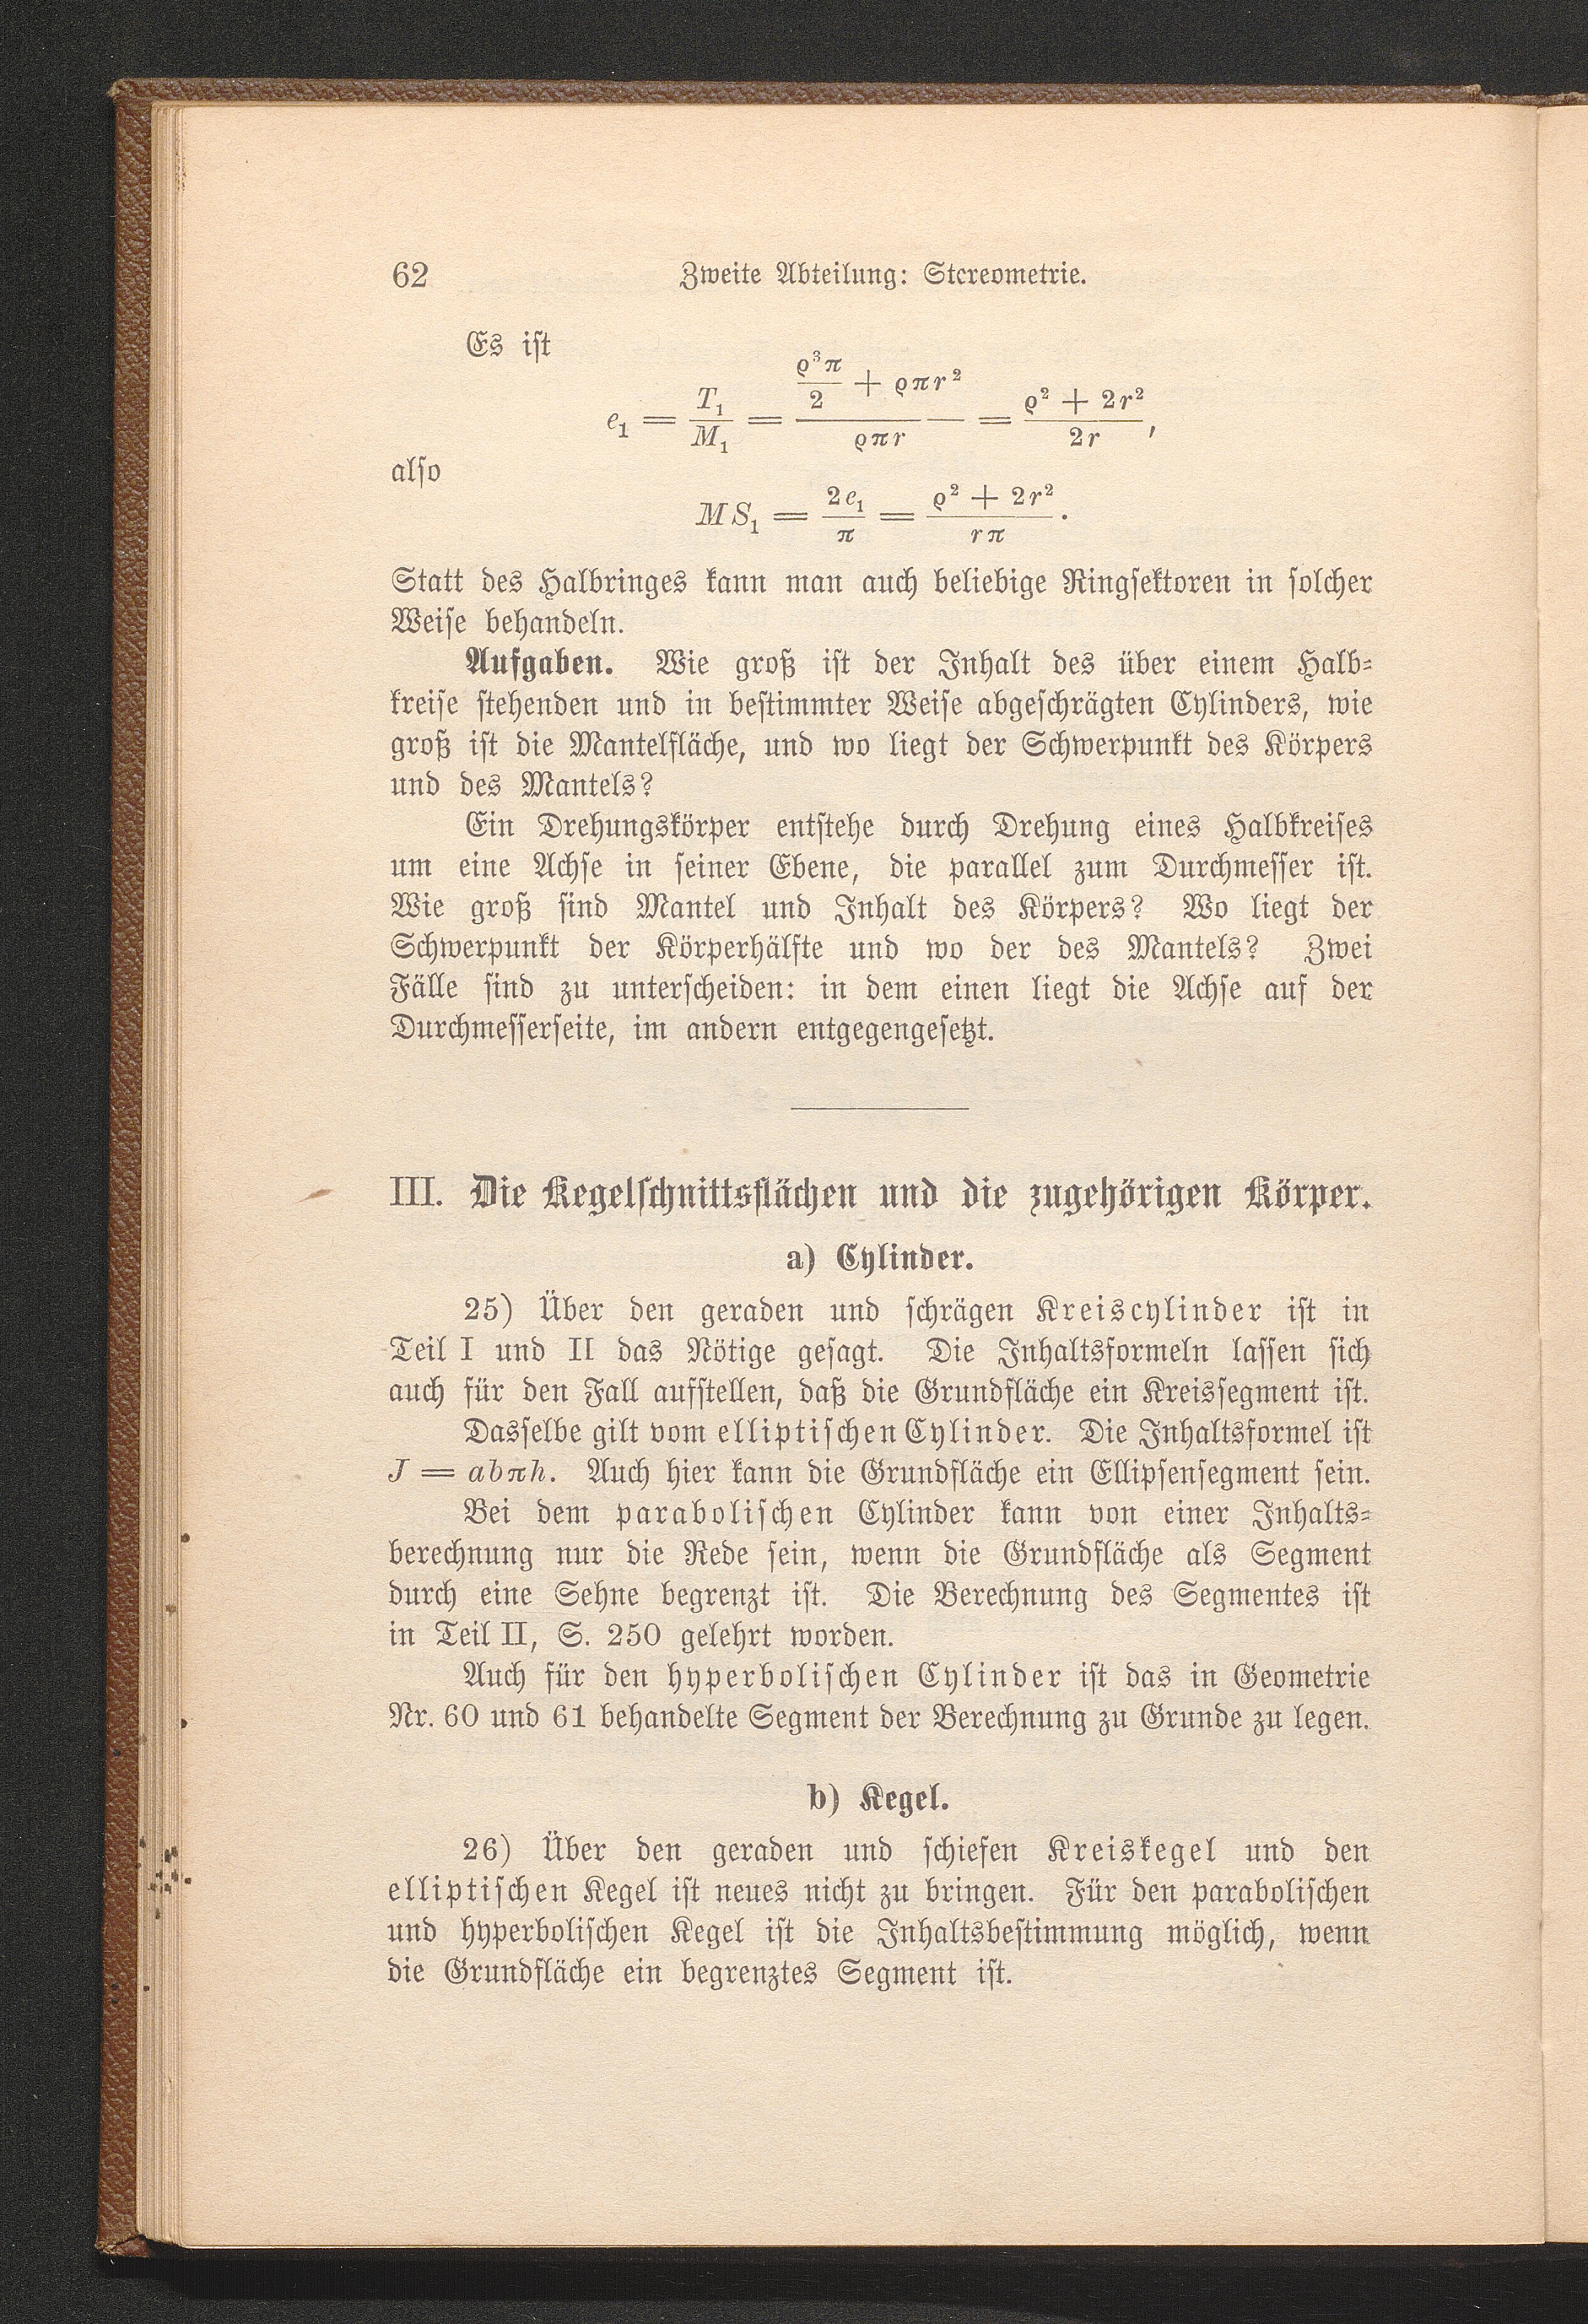 62 Zweite Abteilung: Stereometrie.
Es ist
e₁ = T₁/M₁ = (ϱ³π/2 + ϱπr²)/(ϱπr) = (ϱ² + 2r²)/(2r),
also
MS₁ = 2e₁/π = (ϱ² + 2r²)/(rπ).
Statt des Halbringes kann man auch beliebige Ringsektoren in solcher
Weise behandeln.
Aufgaben. Wie groß ist der Inhalt des über einem Halb-
kreise stehenden und in bestimmter Weise abgeschrägten Cylinders, wie
groß ist die Mantelfläche, und wo liegt der Schwerpunkt des Körpers
und des Mantels?
Ein Drehungskörper entstehe durch Drehung eines Halbkreises
um eine Achse in seiner Ebene, die parallel zum Durchmesser ist.
Wie groß sind Mantel und Inhalt des Körpers? Wo liegt der
Schwerpunkt der Körperhälfte und wo der des Mantels? Zwei
Fälle sind zu unterscheiden: in dem einen liegt die Achse auf der
Durchmesserseite, im andern entgegengesetzt.
III. Die Kegelschnittsflächen und die zugehörigen Körper.
a) Cylinder.
25) Über den geraden und schrägen Kreiscylinder ist in
Teil I und II das Nötige gesagt. Die Inhaltsformeln lassen sich
auch für den Fall aufstellen, daß die Grundfläche ein Kreissegment ist.
Dasselbe gilt vom elliptischen Cylinder. Die Inhaltsformel ist
J = abπh. Auch hier kann die Grundfläche ein Ellipsensegment sein.
Bei dem parabolischen Cylinder kann von einer Inhalts-
berechnung nur die Rede sein, wenn die Grundfläche als Segment
durch eine Sehne begrenzt ist. Die Berechnung des Segmentes ist
in Teil II, S. 250 gelehrt worden.
Auch für den hyperbolischen Cylinder ist das in Geometrie
Nr. 60 und 61 behandelte Segment der Berechnung zu Grunde zu legen.
b) Kegel.
26) Über den geraden und schiefen Kreiskegel und den
elliptischen Kegel ist neues nicht zu bringen. Für den parabolischen
und hyperbolischen Kegel ist die Inhaltsbestimmung möglich, wenn
die Grundfläche ein begrenztes Segment ist.